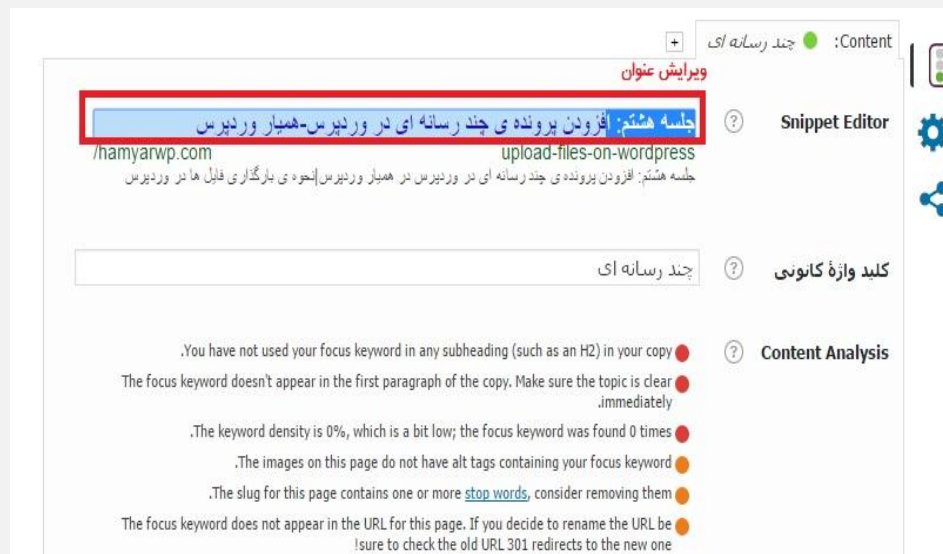 Content: چند رسانه ای
+
ویرایش عنوان
Snippet Editor
?
جلسه هشتم: افزودن پرونده ی چند رسانه ای در وردپرس-همیار وردپرس
/hamyarwp.com upload-files-on-wordpress
جلسه هشتم: افزودن پرونده ی چند رسانه ای در وردپرس در همیار وردپرس|نحوه ی بارگذاری فایل ها در وردپرس
کلید واژهٔ کانونی
?
چند رسانه ای
Content Analysis
?
.You have not used your focus keyword in any subheading (such as an H2) in your copy
The focus keyword doesn't appear in the first paragraph of the copy. Make sure the topic is clear
.immediately
.The keyword density is 0%, which is a bit low; the focus keyword was found 0 times
.The images on this page do not have alt tags containing your focus keyword
.The slug for this page contains one or more stop words, consider removing them
The focus keyword does not appear in the URL for this page. If you decide to rename the URL be
!sure to check the old URL 301 redirects to the new one